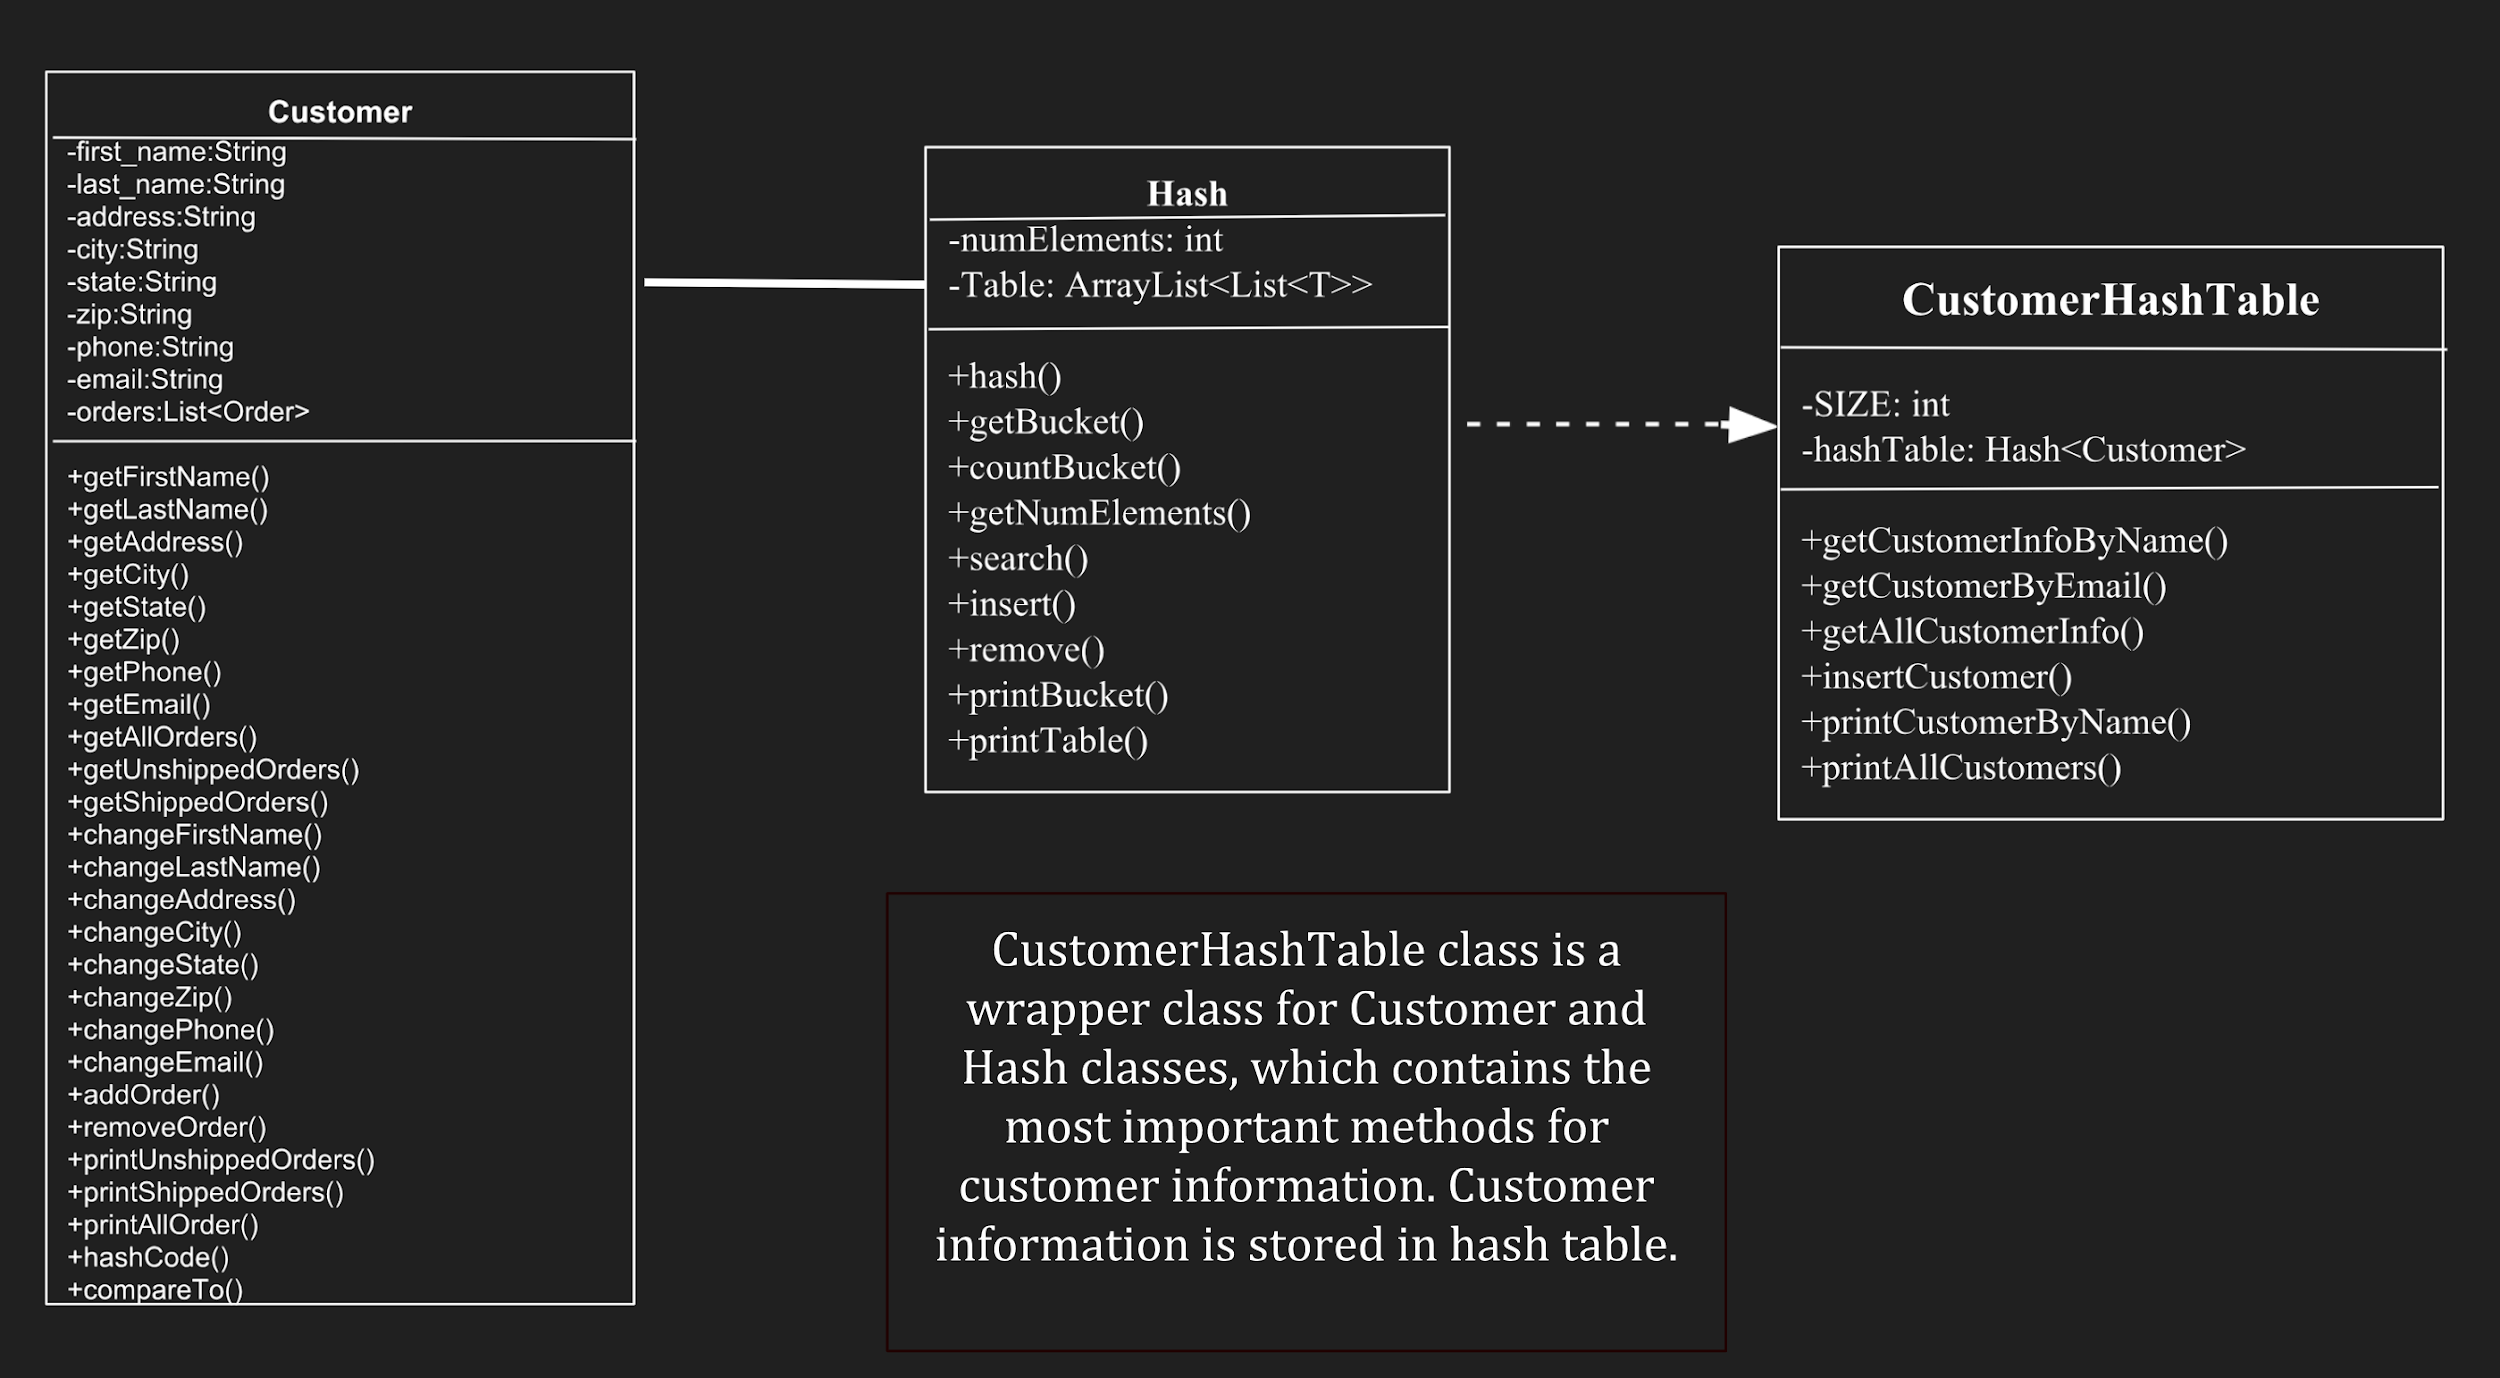 Customer
-first_name:String
-last_name:String
-address:String
-city:String
-state:String
-zip:String
-phone:String
-email:String
-orders:List<Order>
+getFirstName()
+getLastName()
+getAddress()
+getCity()
+getState()
+getZip()
+getPhone()
+getEmail()
+getAllOrders()
+getUnshippedOrders()
+getShippedOrders()
+changeFirstName()
+changeLastName()
+changeAddress()
+changeCity()
+changeState()
+changeZip()
+changePhone()
+changeEmail()
+addOrder()
+removeOrder()
+printUnshippedOrders()
+printShippedOrders()
+printAllOrder()
+hashCode()
+compareTo()
Hash
-numElements: int
-Table: ArrayList<List<T>>
+hash()
+getBucket()
+countBucket()
+getNumElements()
+search()
+insert()
+remove()
+printBucket()
+printTable()
CustomerHashTable
-SIZE: int
-hashTable: Hash<Customer>
+getCustomerInfoByName()
+getCustomerByEmail()
+getAllCustomerInfo()
+insertCustomer()
+printCustomerByName()
+printAllCustomers()
CustomerHashTable class is a
wrapper class for Customer and
Hash classes, which contains the
most important methods for
customer information. Customer
information is stored in hash table.